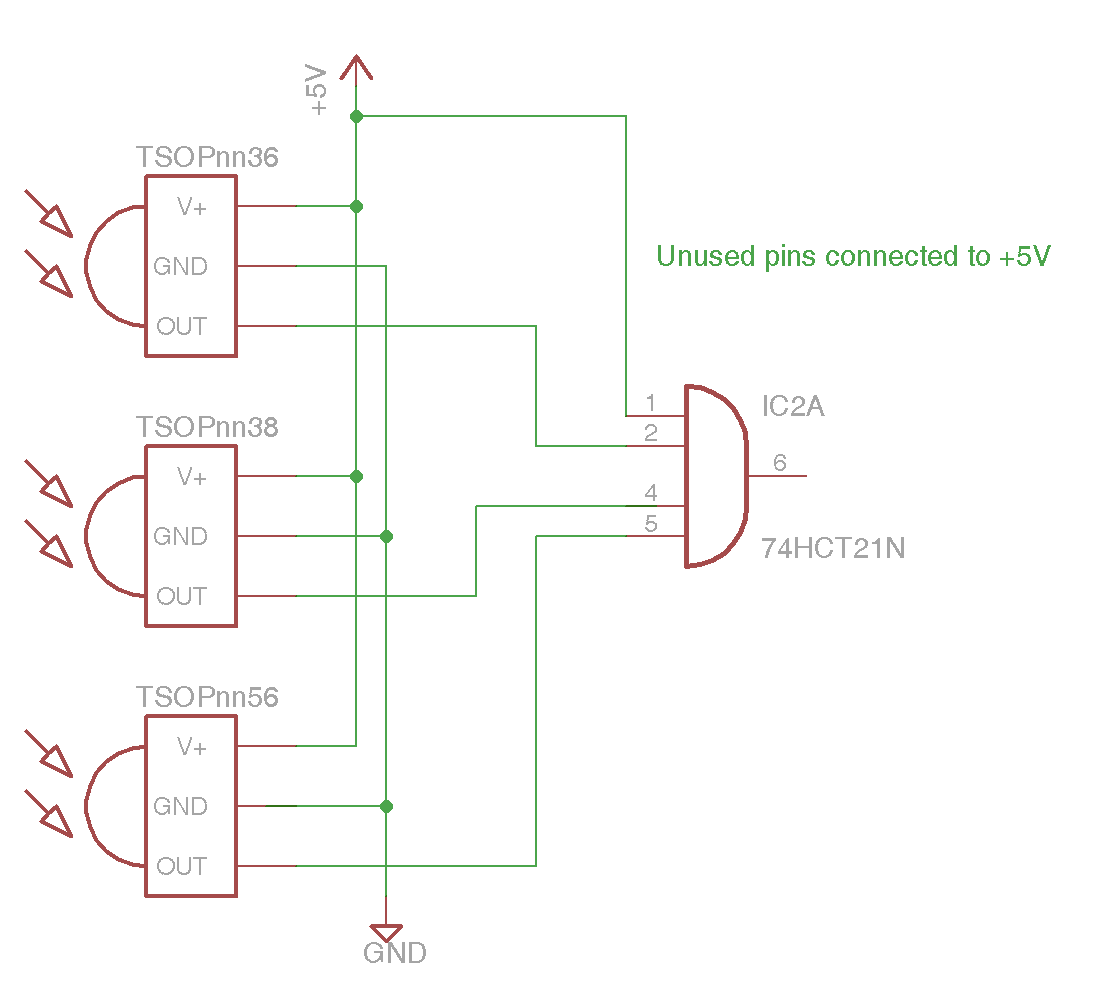 +5V
TSOPnn36
V+
GND
OUT
Unused pins connected to +5V
TSOPnn38
V+
GND
OUT
1
2
4
5
6
IC2A
74HCT21N
TSOPnn56
V+
GND
OUT
GND